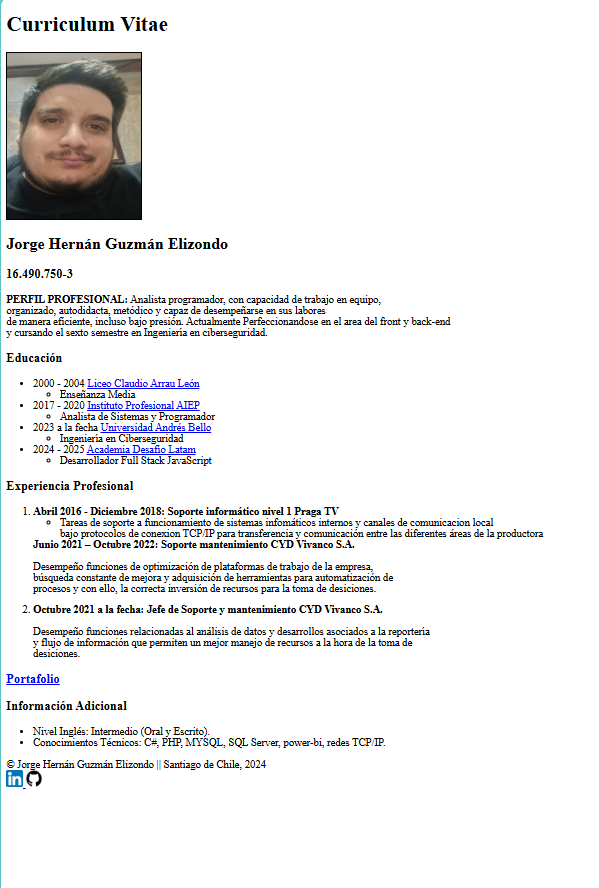 Curriculum Vitae
Jorge Hernán Guzmán Elizondo
16.490.750-3
PERFIL PROFESIONAL: Analista programador, con capacidad de trabajo en equipo,
organizado, autodidacta, metódico y capaz de desempeñarse en sus labores
de manera eficiente, incluso bajo presión. Actualmente Perfeccionandose en el area del front y back-end
y cursando el sexto semestre en Ingeniería en ciberseguridad.
Educación
2000 - 2004 Liceo Claudio Arrau León
Enseñanza Media
2017 - 2020 Instituto Profesional AIEP
Analista de Sistemas y Programador
2023 a la fecha Universidad Andrés Bello
Ingeniería en Ciberseguridad
2024 - 2025 Academia Desafío Latam
Desarrollador Full Stack JavaScript
Experiencia Profesional
1. Abril 2016 - Diciembre 2018: Soporte informático nivel 1 Praga TV
Tareas de soporte a funcionamiento de sistemas infomáticos internos y canales de comunicacion local
bajo protocolos de conexion TCP/IP para transferencia y comunicación entre las diferentes áreas de la productora
Junio 2021 – Octubre 2022: Soporte mantenimiento CYD Vivanco S.A.
Desempeño funciones de optimización de plataformas de trabajo de la empresa,
búsqueda constante de mejora y adquisición de herramientas para automatización de
procesos y con ello, la correcta inversión de recursos para la toma de desiciones.
2. Octubre 2021 a la fecha: Jefe de Soporte y mantenimiento CYD Vivanco S.A.
Desempeño funciones relacionadas al análisis de datos y desarrollos asociados a la reportería
y flujo de información que permiten un mejor manejo de recursos a la hora de la toma de
desiciones.
Portafolio
Información Adicional
Nivel Inglés: Intermedio (Oral y Escrito).
Conocimientos Técnicos: C#, PHP, MYSQL, SQL Server, power-bi, redes TCP/IP.
© Jorge Hernán Guzmán Elizondo || Santiago de Chile, 2024
in